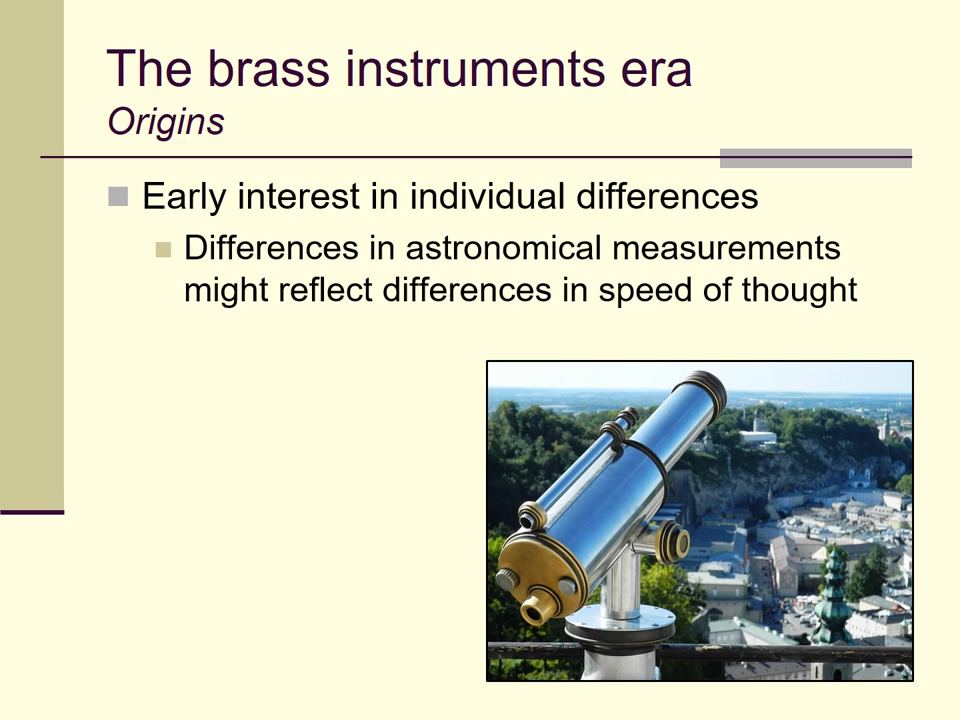 The brass instruments era
Origins
Early interest in individual differences
Differences in astronomical measurements
might reflect differences in speed of thought